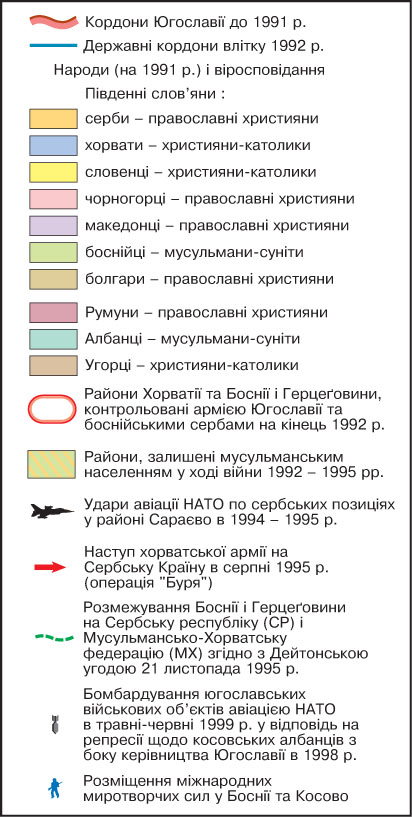 Кордони Югославії до 1991 р.
Державні кордони влітку 1992 р.
Народи (на 1991 р.) і віросповідання
Південні слов’яни :
серби – православні християни
хорвати – християни-католики
словенці – християни-католики
чорногорці – православні християни
македонці – православні християни
боснійці – мусульмани-суніти
болгари – православні християни
Румуни – православні християни
Албанці – мусульмани-суніти
Угорці – християни-католики
Райони Хорватії та Боснії і Герцеґовини,
контрольовані армією Югославії та
боснійськими сербами на кінець 1992 р.
Райони, залишені мусульманським
населенням у ході війни 1992 – 1995 рр.
Удари авіації НАТО по сербських позиціях
у районі Сараєво в 1994 – 1995 р.
Наступ хорватської армії на
Сербську Країну в серпні 1995 р.
(операція "Буря")
Розмежування Боснії і Герцеґовини
на Сербську республіку (СР) і
Мусульмансько-Хорватську
федерацію (МХ) згідно з Дейтонською
угодою 21 листопада 1995 р.
Бомбардування югославських
військових об’єктів авіацією НАТО
в травні-червні 1999 р. у відповідь на
репресії щодо косовських албанців з
боку керівництва Югославії в 1998 р.
Розміщення міжнародних
миротворчих сил у Боснії та Косово